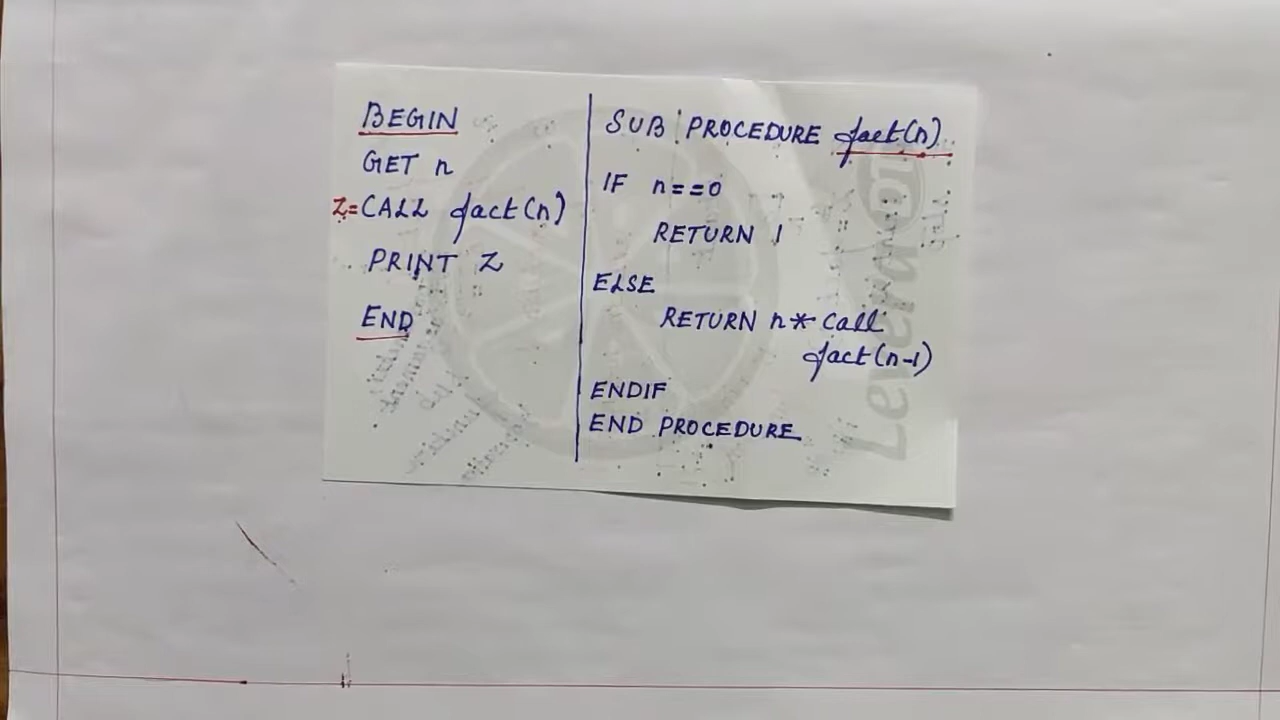 BEGIN
GET n
Z=CALL fact(n)
PRINT Z
END
SUB PROCEDURE fact(n)
IF n==0
RETURN 1
ELSE
RETURN n* call
fact(n-1)
ENDIF
END PROCEDURE